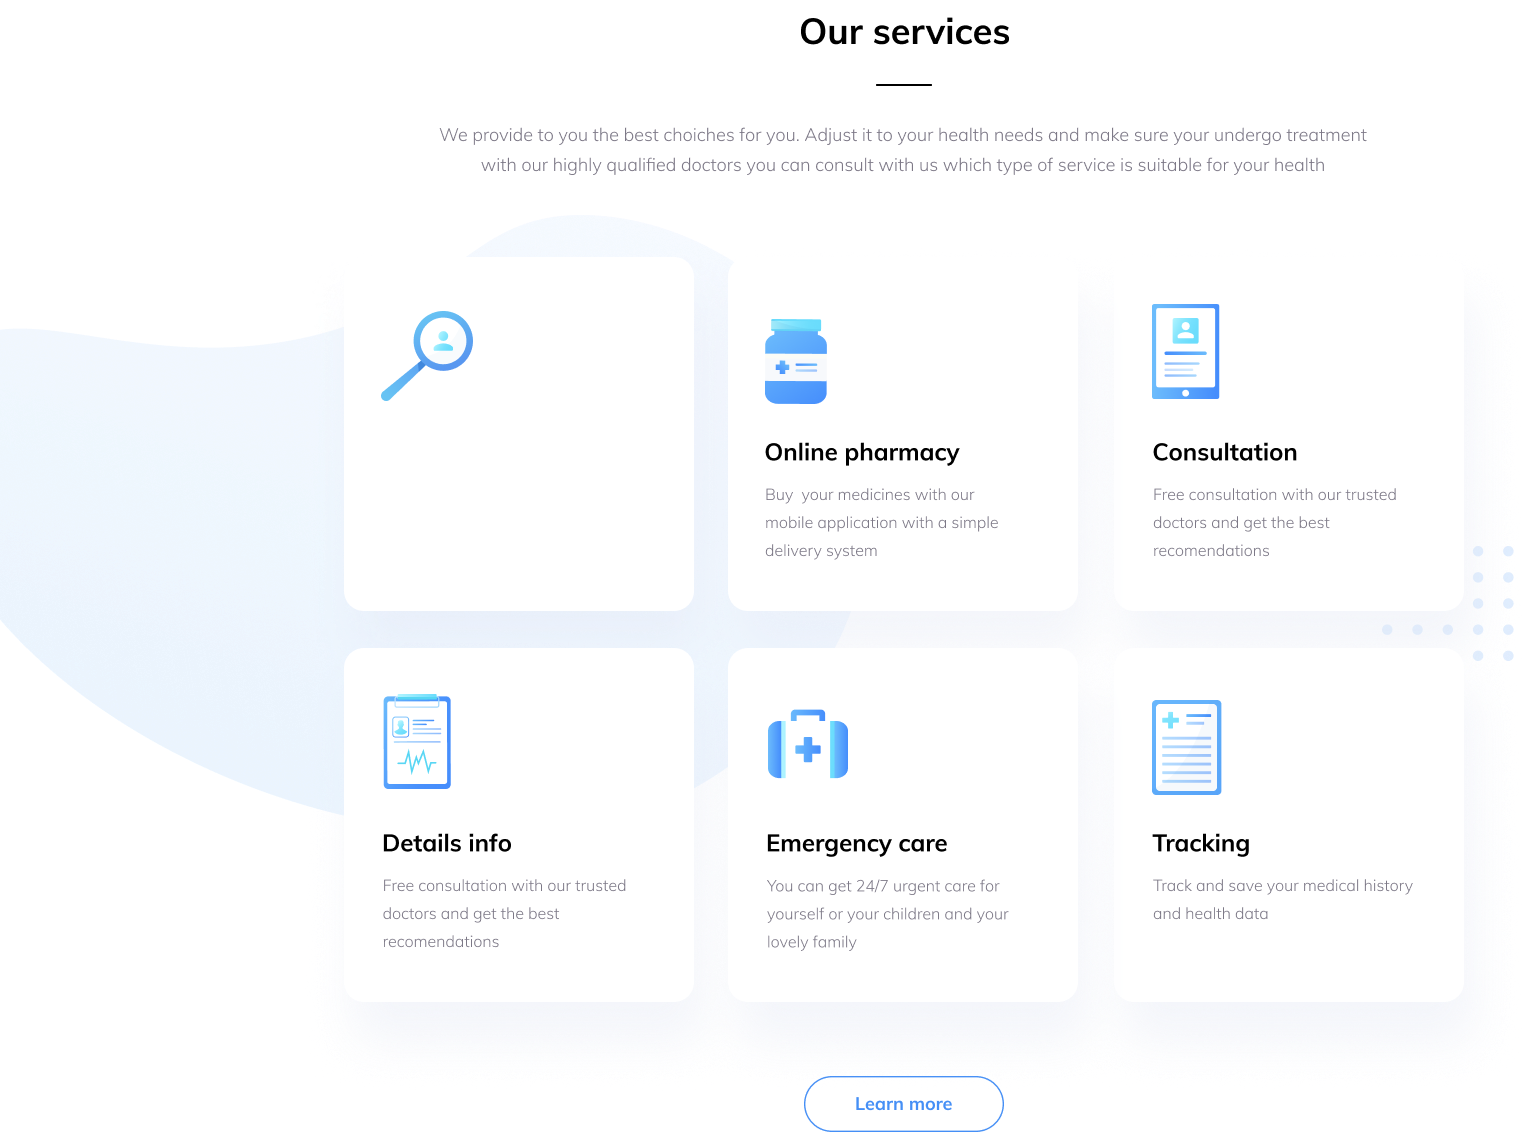 Our services
We provide to you the best choiches for you. Adjust it to your health needs and make sure your undergo treatment
with our highly qualified doctors you can consult with us which type of service is suitable for your health
Online pharmacy
Buy  your medicines with our
mobile application with a simple
delivery system
Consultation
Free consultation with our trusted
doctors and get the best
recomendations
Details info
Free consultation with our trusted
doctors and get the best
recomendations
Emergency care
You can get 24/7 urgent care for
yourself or your children and your
lovely family
Tracking
Track and save your medical history
and health data
Learn more